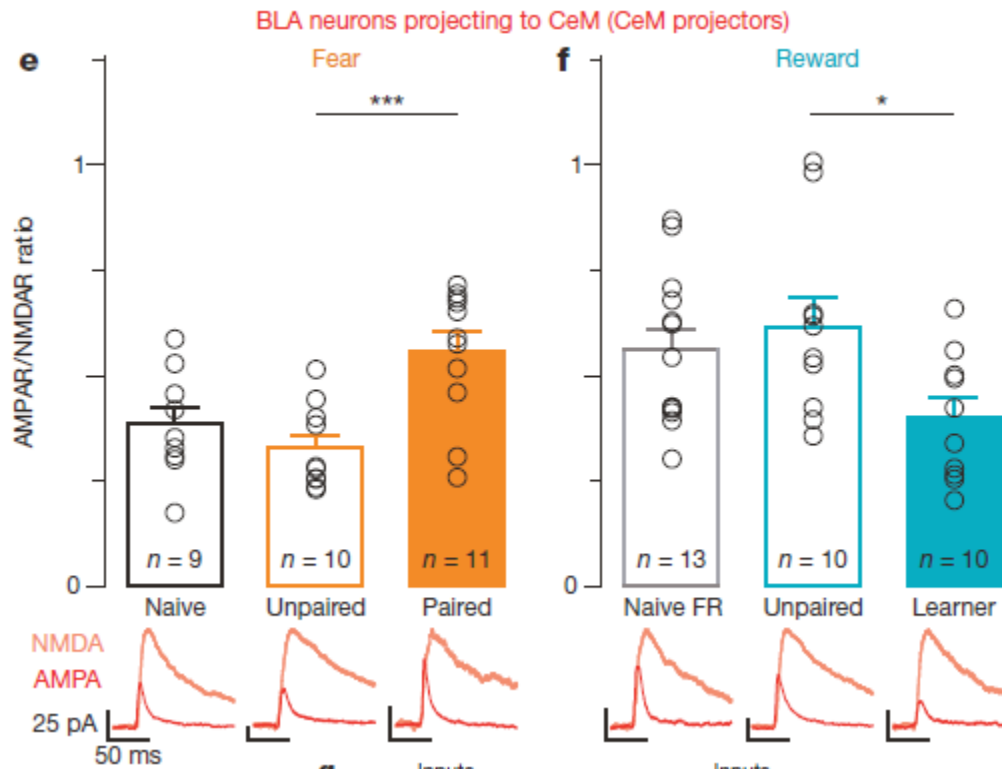 BLA neurons projecting to CeM (CeM projectors)
e
Fear
f
Reward
***
*
1
1
AMPAR/NMDAR ratio
n = 9
n = 10
n = 11
n = 13
n = 10
n = 10
0
0
Naive
Unpaired
Paired
Naive FR
Unpaired
Learner
NMDA
AMPA
25 pA
50 ms